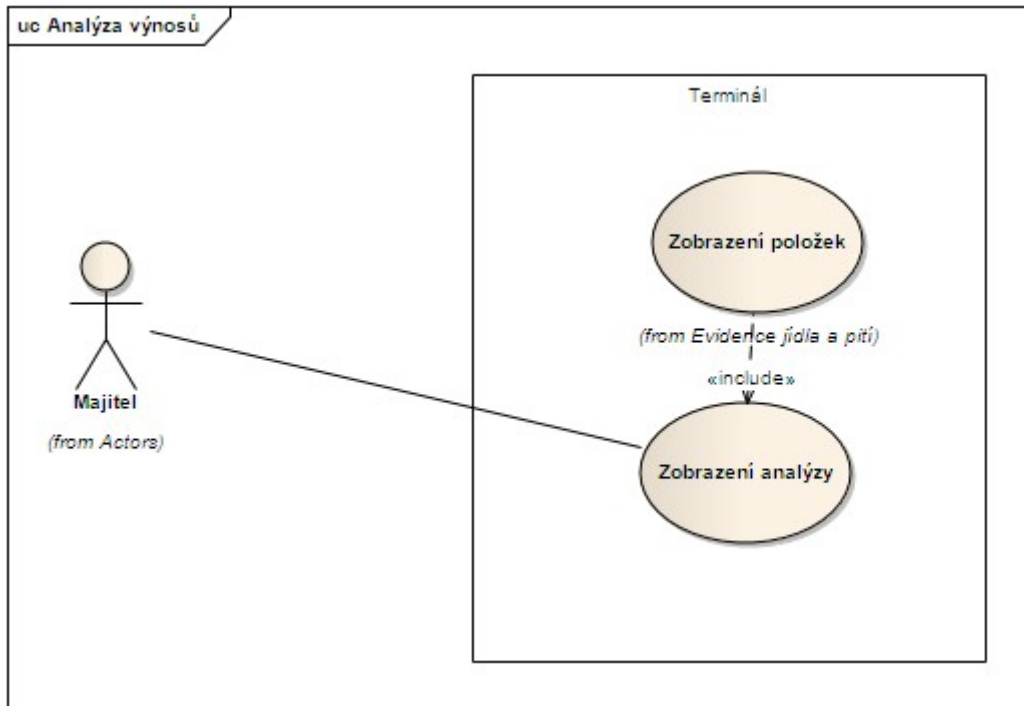 uc Analýza výnosů
Terminál
Zobrazení položek
(from Evidence jídla a pití)
«include»
Majitel
(from Actors)
Zobrazení analýzy